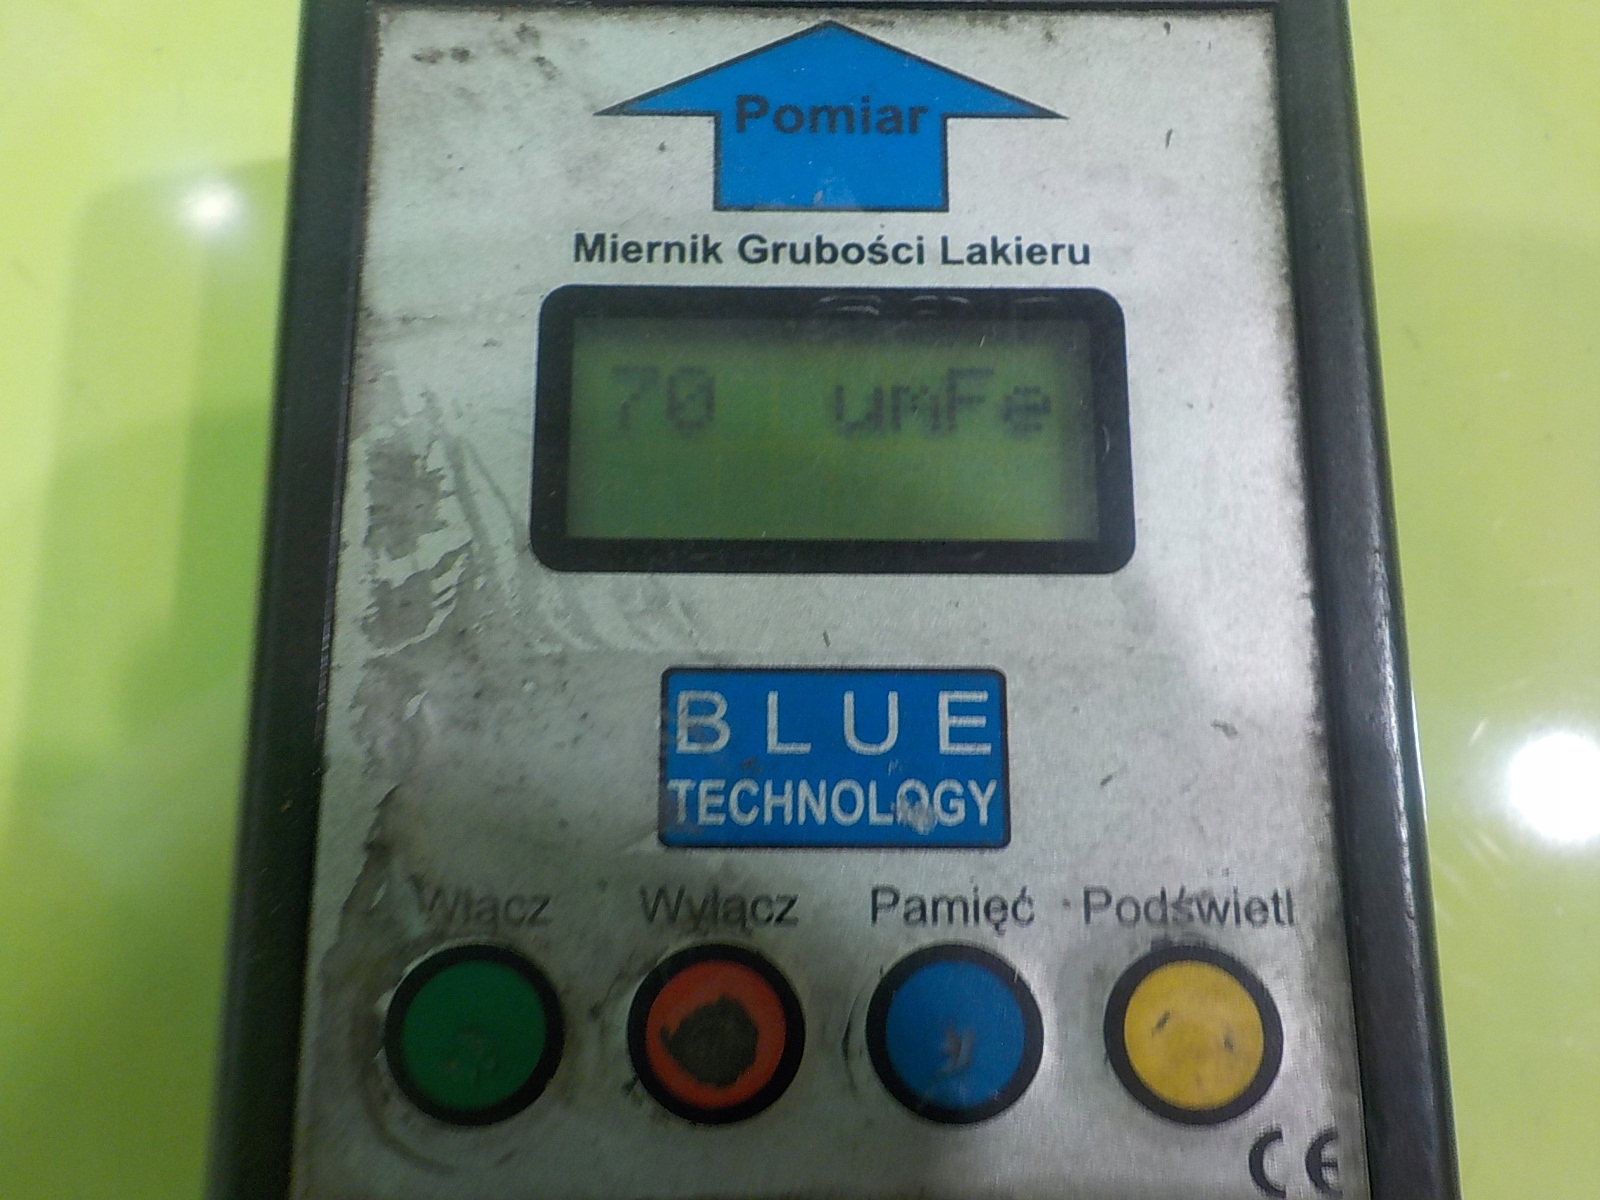 Pomiar
Miernik Grubości Lakieru
70 umFe
BLUE
TECHNOLOGY
Włącz Wyłącz Pamięć Podświetl
CE